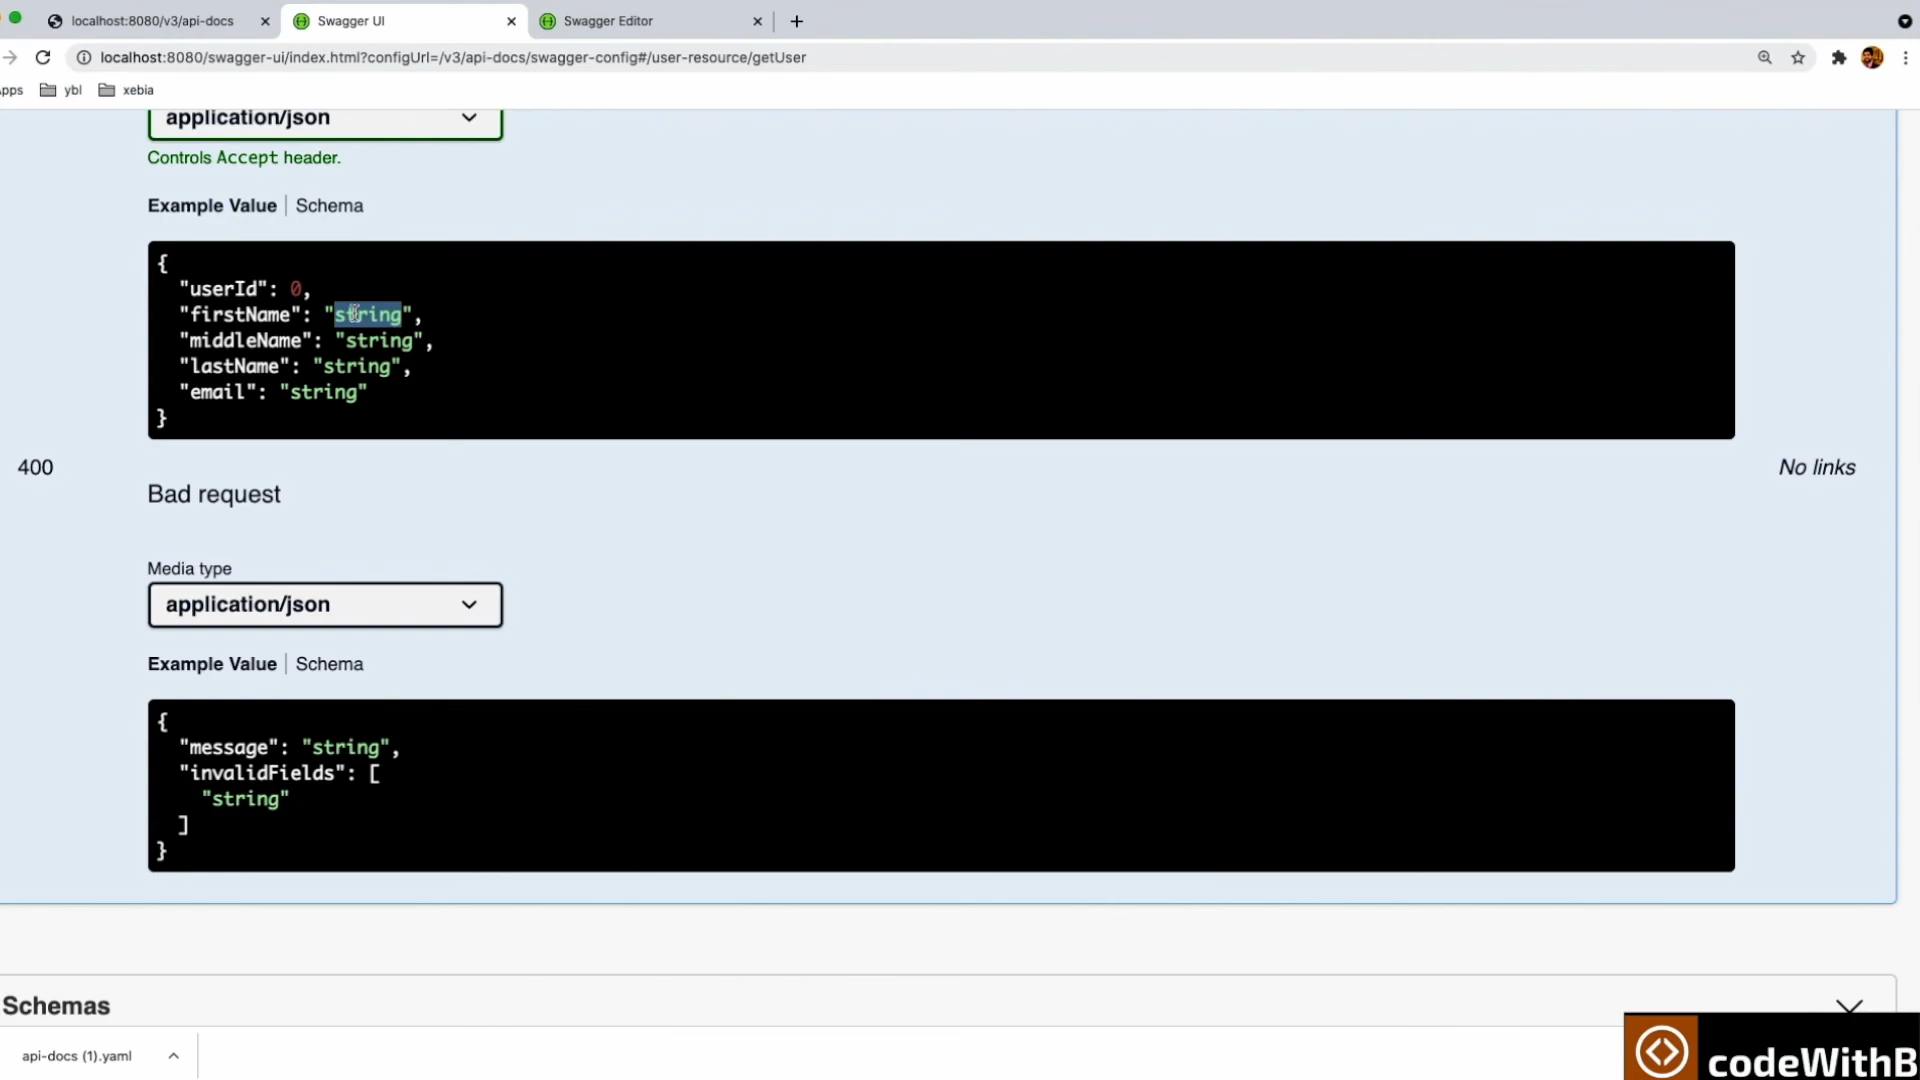 localhost:8080/v3/api-docs
Swagger UI
Swagger Editor
localhost:8080/swagger-ui/index.html?configUrl=/v3/api-docs/swagger-config#/user-resource/getUser
ybl
xebia
application/json
Controls Accept header.
Example Value
Schema
{
"userId": 0,
"firstName": "string",
"middleName": "string",
"lastName": "string",
"email": "string"
}
400
No links
Bad request
Media type
application/json
Example Value
Schema
{
"message": "string",
"invalidFields": [
"string"
]
}
Schemas
api-docs (1).yaml
codeWithB